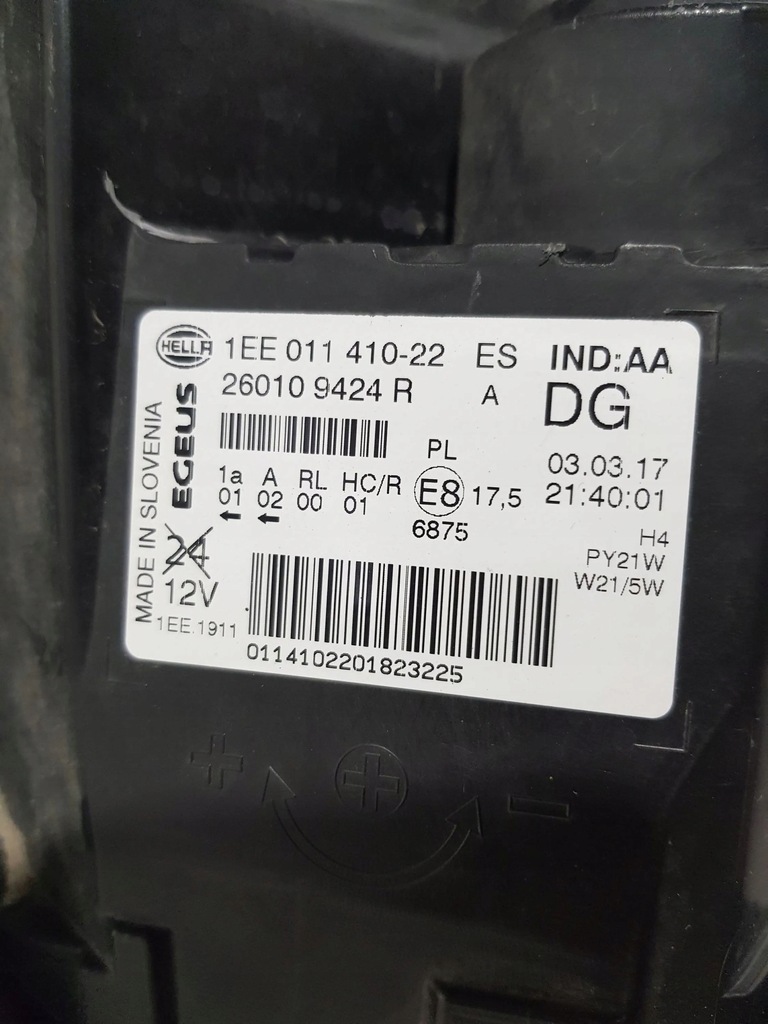 HELLA 1EE 011 410-22 ES IND:AA
26010 9424 R A DG
MADE IN SLOVENIA
EGEUS
PL
03.03.17
1a A RL HC/R E8 17,5 21:40:01
01 02 00 01
6875
H4
PY21W
W21/5W
24
12V
1EE.1911
0114102201823225